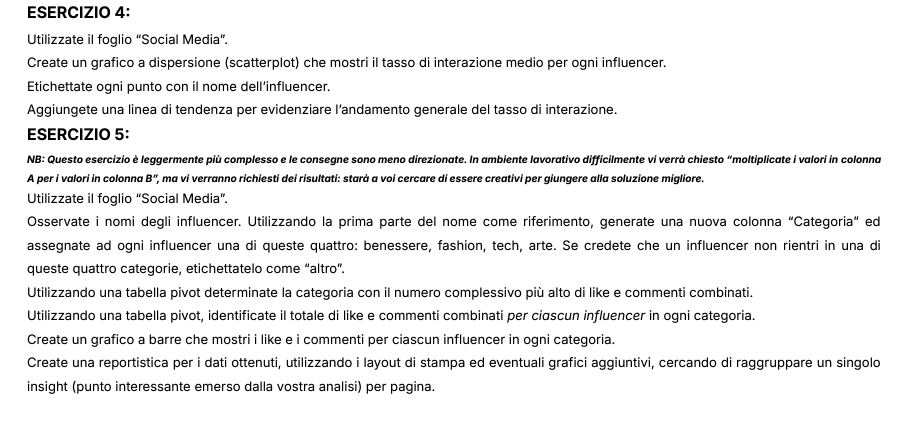 ESERCIZIO 4:
Utilizzate il foglio “Social Media”.
Create un grafico a dispersione (scatterplot) che mostri il tasso di interazione medio per ogni influencer.
Etichettate ogni punto con il nome dell’influencer.
Aggiungete una linea di tendenza per evidenziare l’andamento generale del tasso di interazione.
ESERCIZIO 5:
NB: Questo esercizio è leggermente più complesso e le consegne sono meno direzionate. In ambiente lavorativo difficilmente vi verrà chiesto “moltiplicate i valori in colonna
A per i valori in colonna B”, ma vi verranno richiesti dei risultati: starà a voi cercare di essere creativi per giungere alla soluzione migliore.
Utilizzate il foglio “Social Media”.
Osservate i nomi degli influencer. Utilizzando la prima parte del nome come riferimento, generate una nuova colonna “Categoria” ed
assegnate ad ogni influencer una di queste quattro: benessere, fashion, tech, arte. Se credete che un influencer non rientri in una di
queste quattro categorie, etichettatelo come “altro”.
Utilizzando una tabella pivot determinate la categoria con il numero complessivo più alto di like e commenti combinati.
Utilizzando una tabella pivot, identificate il totale di like e commenti combinati per ciascun influencer in ogni categoria.
Create un grafico a barre che mostri i like e i commenti per ciascun influencer in ogni categoria.
Create una reportistica per i dati ottenuti, utilizzando i layout di stampa ed eventuali grafici aggiuntivi, cercando di raggruppare un singolo
insight (punto interessante emerso dalla vostra analisi) per pagina.